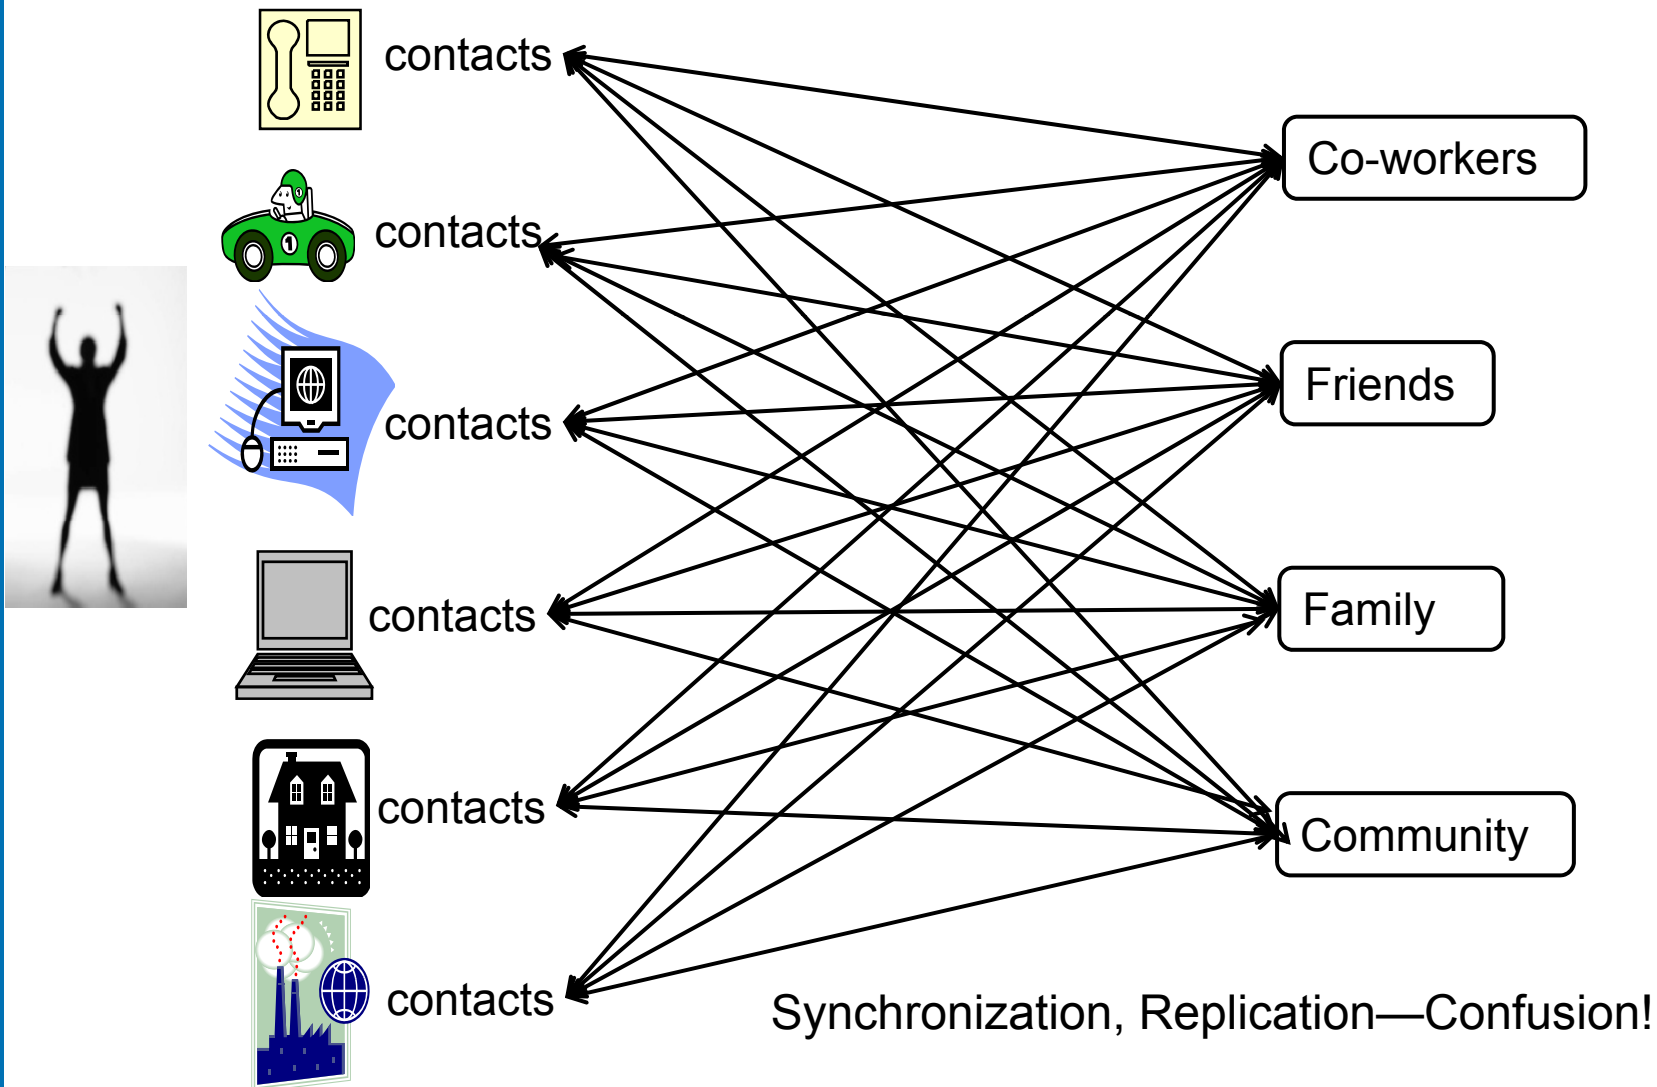 contacts
Co-workers
contacts
Friends
contacts
Family
contacts
contacts
Community
contacts
Synchronization, Replication—Confusion!